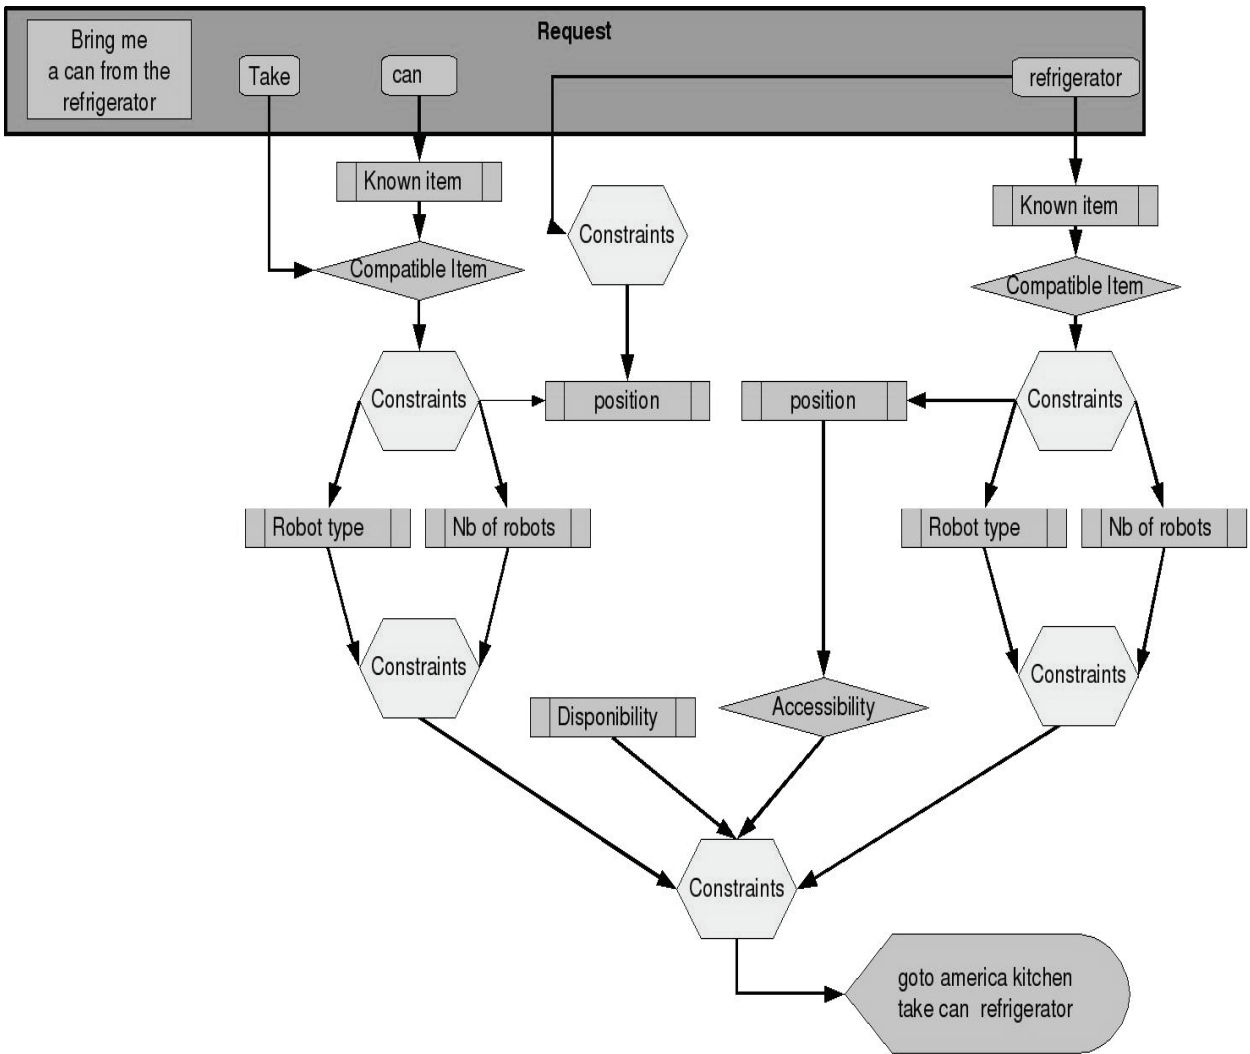 Request
Bring me
a can from the
refrigerator
Take
can
refrigerator
Known item
Known item
Constraints
Compatible Item
Compatible Item
Constraints
position
position
Constraints
Robot type
Nb of robots
Robot type
Nb of robots
Constraints
Constraints
Disponibility
Accessibility
Constraints
goto america kitchen
take can refrigerator